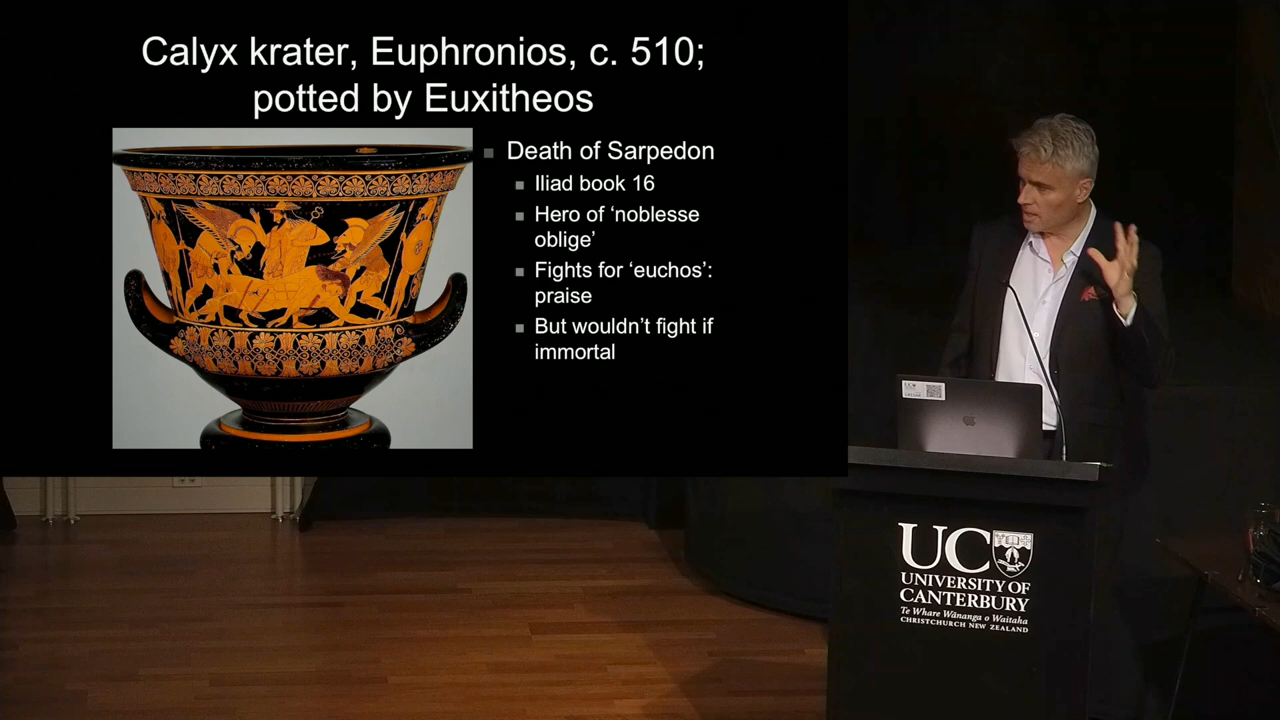 Calyx krater, Euphronios, c. 510;
potted by Euxitheos
Death of Sarpedon
Iliad book 16
Hero of ‘noblesse
oblige’
Fights for ‘euchos’:
praise
But wouldn’t fight if
immortal
UC
UC
UNIVERSITY OF
CANTERBURY
Te Whare Wānanga o Waitaha
CHRISTCHURCH NEW ZEALAND